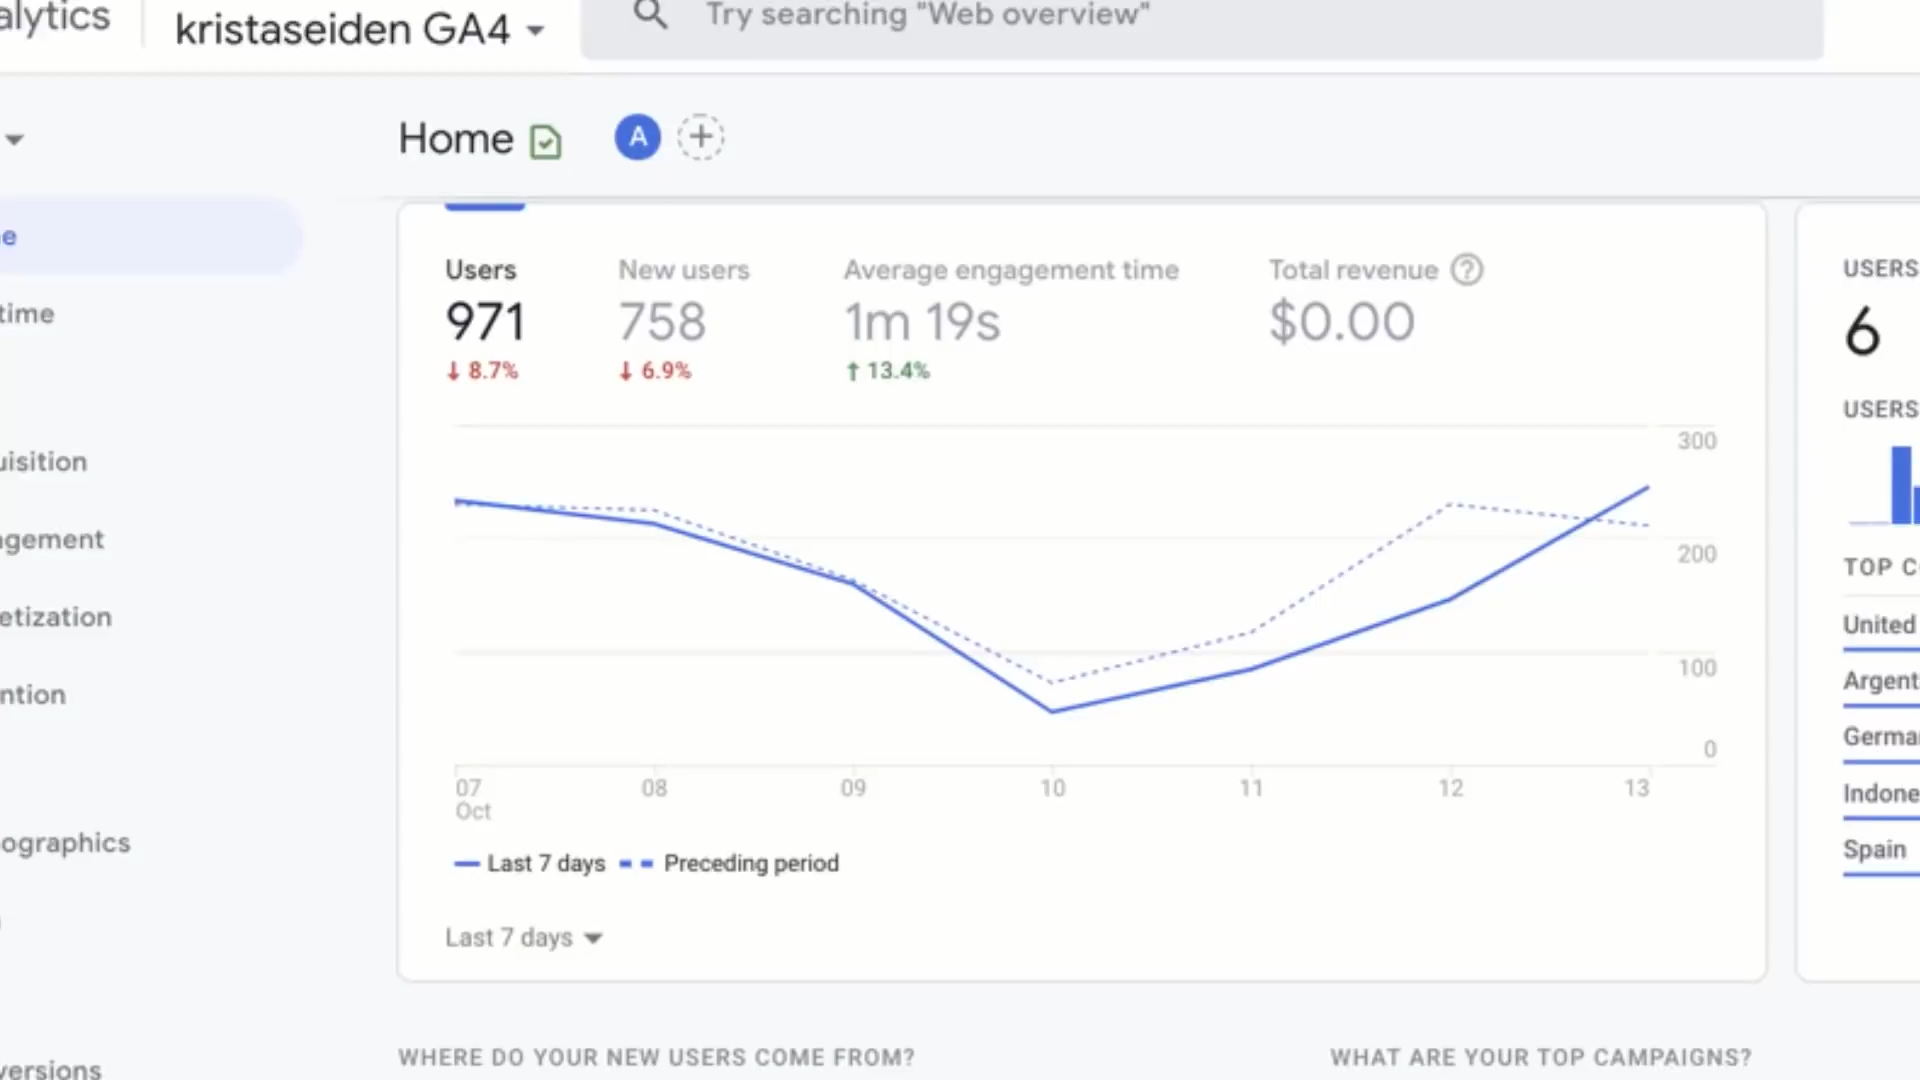 alytics
kristaseiden GA4
Try searching "Web overview"
Home
A
e
time
uisition
gement
etization
ntion
ographics
versions
Users
971
8.7%
New users
758
6.9%
Average engagement time
1m 19s
13.4%
Total revenue
$0.00
300
200
100
0
07
Oct
08
09
10
11
12
13
Last 7 days
Preceding period
Last 7 days
USERS
6
USERS
TOP C
United
Argent
Germa
Indone
Spain
WHERE DO YOUR NEW USERS COME FROM?
WHAT ARE YOUR TOP CAMPAIGNS?